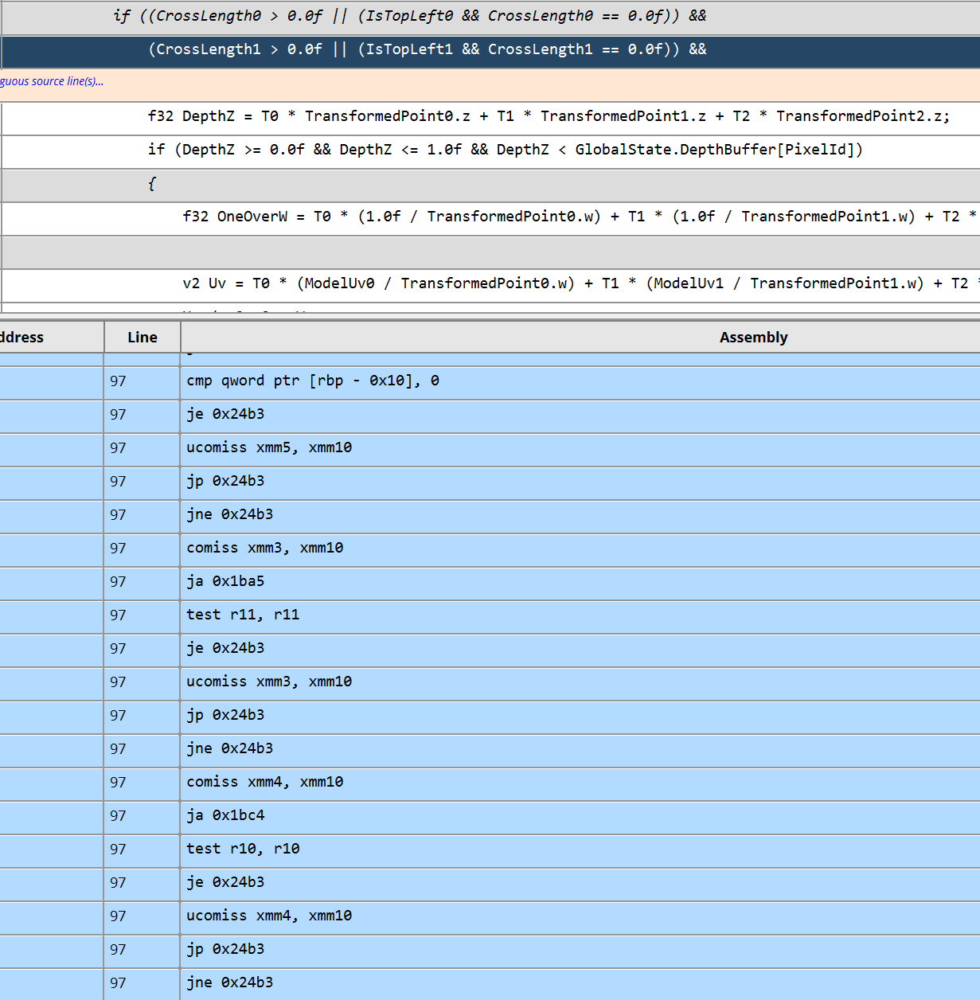 if ((CrossLength0 > 0.0f || (IsTopLeft0 && CrossLength0 == 0.0f)) &&
(CrossLength1 > 0.0f || (IsTopLeft1 && CrossLength1 == 0.0f)) &&
guous source line(s)...
f32 DepthZ = T0 * TransformedPoint0.z + T1 * TransformedPoint1.z + T2 * TransformedPoint2.z;
if (DepthZ >= 0.0f && DepthZ <= 1.0f && DepthZ < GlobalState.DepthBuffer[PixelId])
{
f32 OneOverW = T0 * (1.0f / TransformedPoint0.w) + T1 * (1.0f / TransformedPoint1.w) + T2 *
v2 Uv = T0 * (ModelUv0 / TransformedPoint0.w) + T1 * (ModelUv1 / TransformedPoint1.w) + T2 *
ddress Line Assembly
97 cmp qword ptr [rbp - 0x10], 0
97 je 0x24b3
97 ucomiss xmm5, xmm10
97 jp 0x24b3
97 jne 0x24b3
97 comiss xmm3, xmm10
97 ja 0x1ba5
97 test r11, r11
97 je 0x24b3
97 ucomiss xmm3, xmm10
97 jp 0x24b3
97 jne 0x24b3
97 comiss xmm4, xmm10
97 ja 0x1bc4
97 test r10, r10
97 je 0x24b3
97 ucomiss xmm4, xmm10
97 jp 0x24b3
97 jne 0x24b3